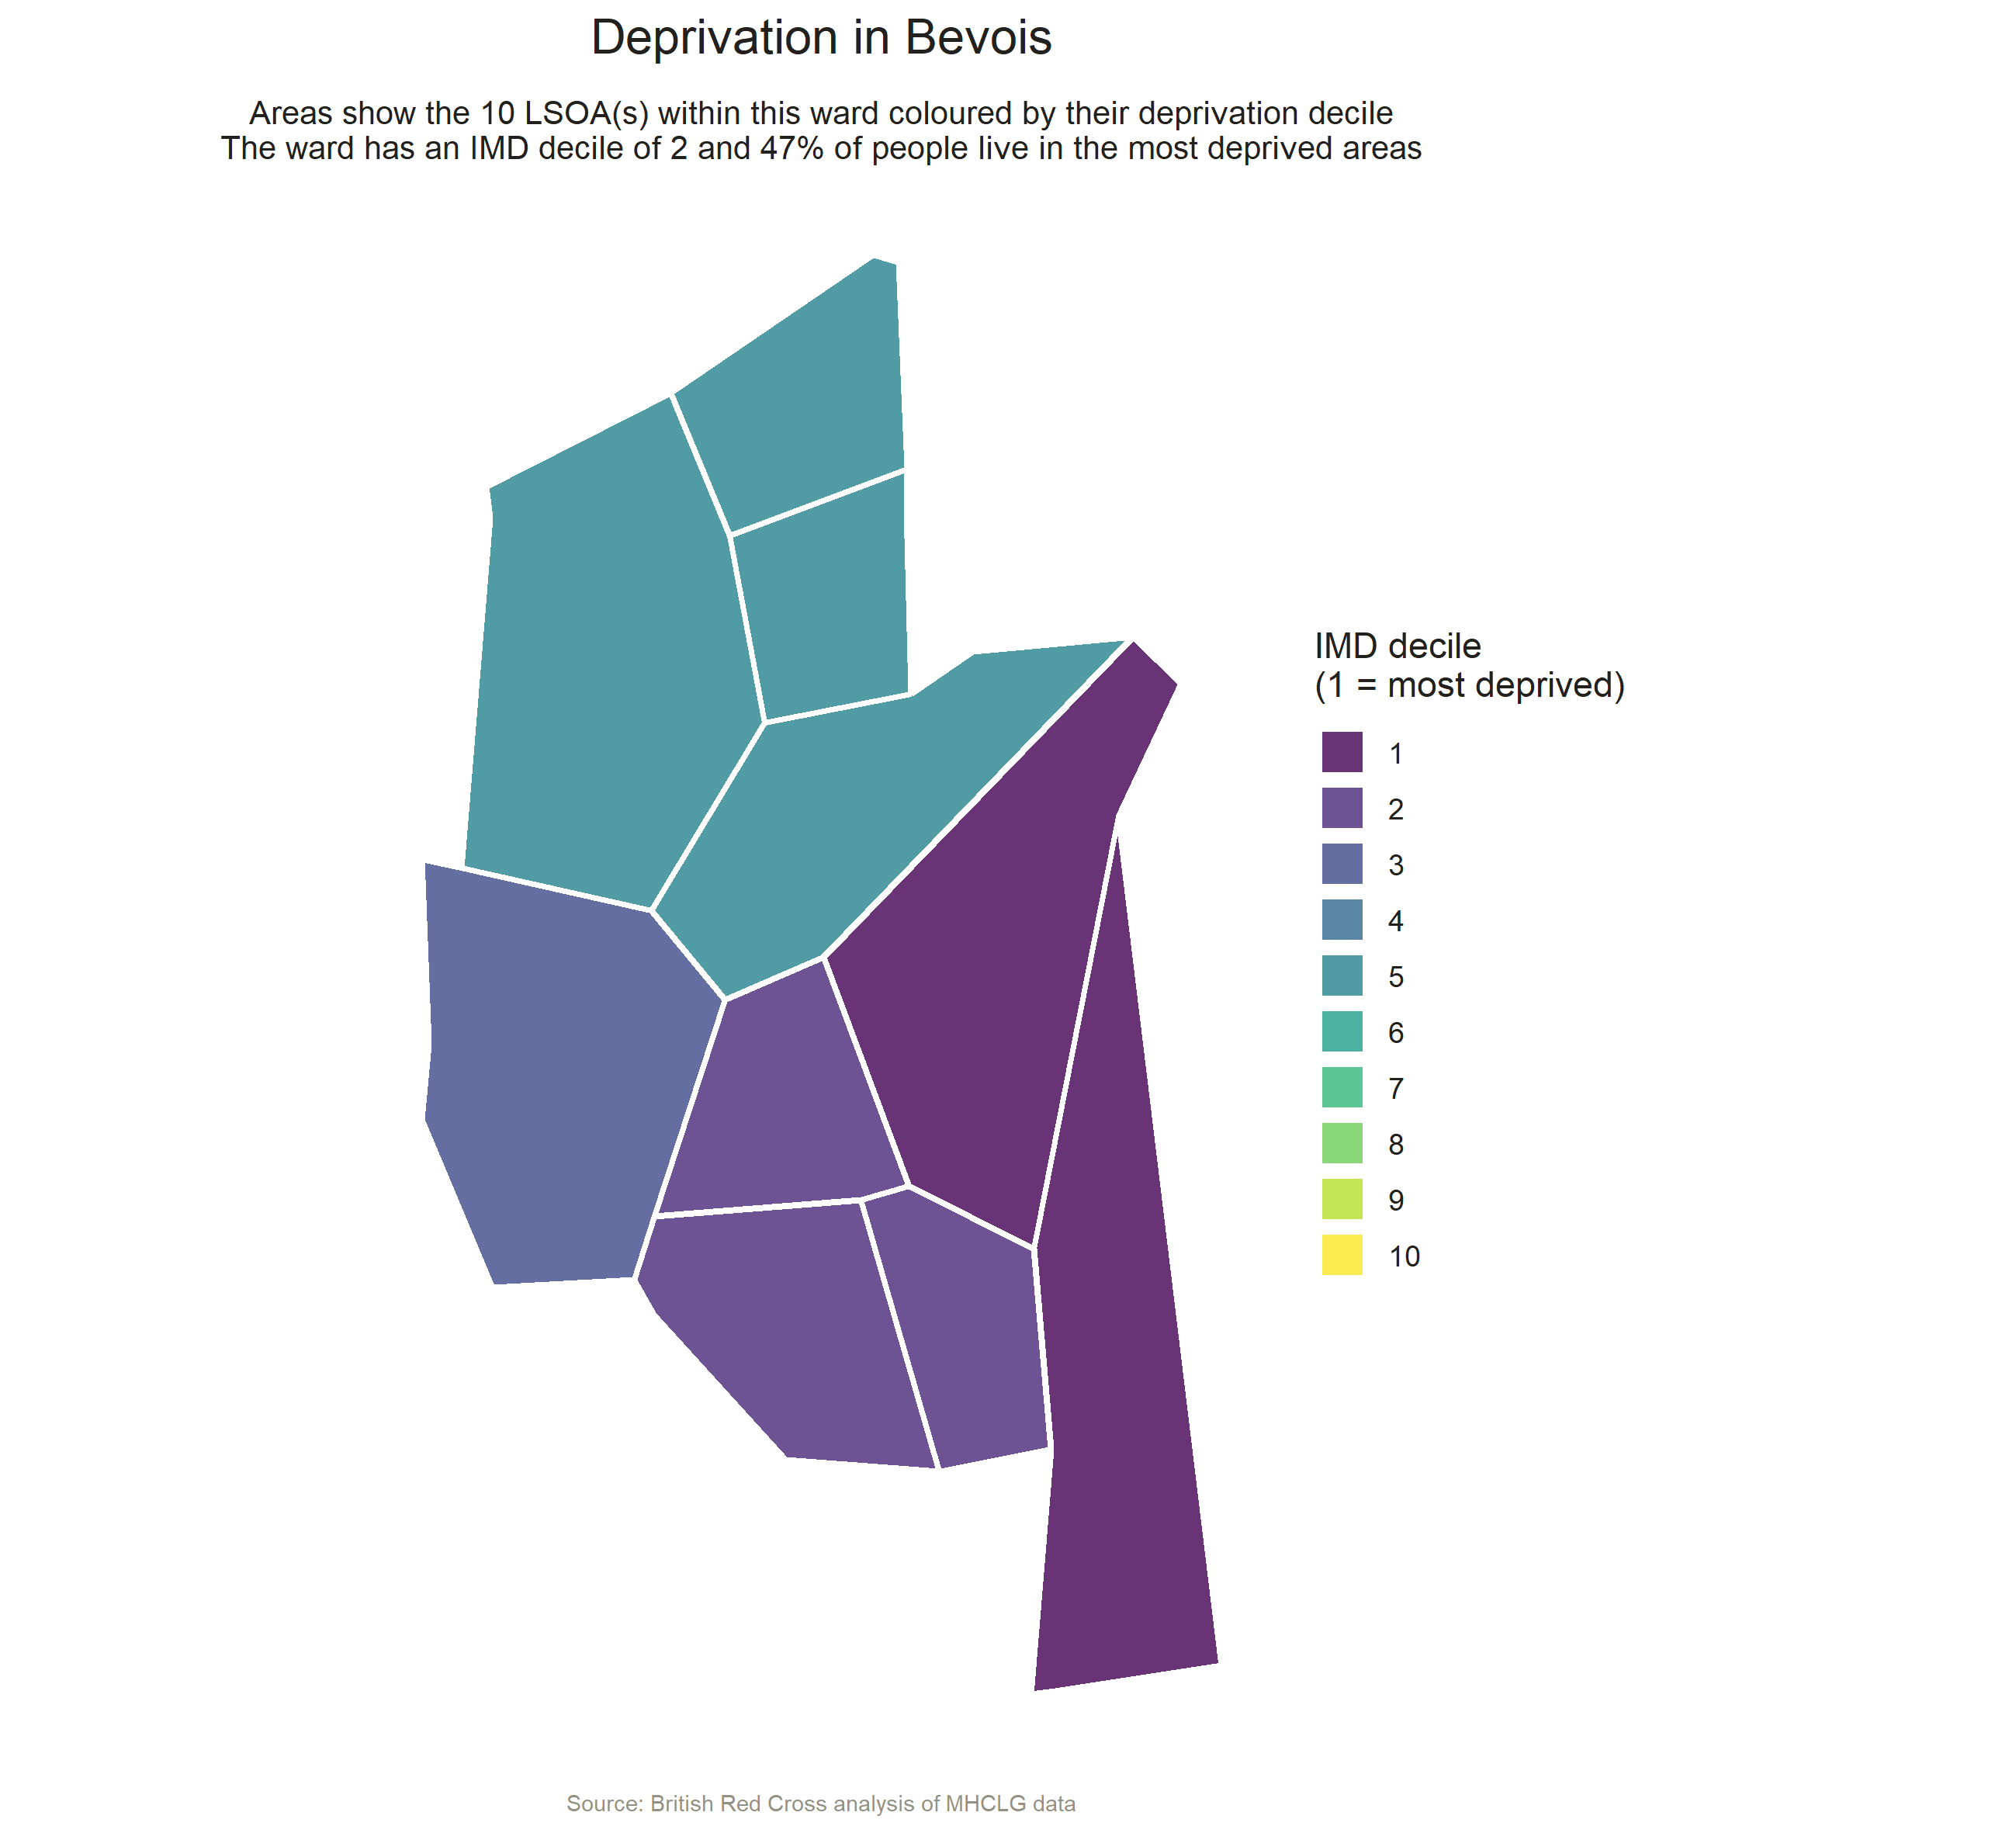 Deprivation in Bevois
Areas show the 10 LSOA(s) within this ward coloured by their deprivation decile
The ward has an IMD decile of 2 and 47% of people live in the most deprived areas
IMD decile
(1 = most deprived)
1
2
3
4
5
6
7
8
9
10
Source: British Red Cross analysis of MHCLG data